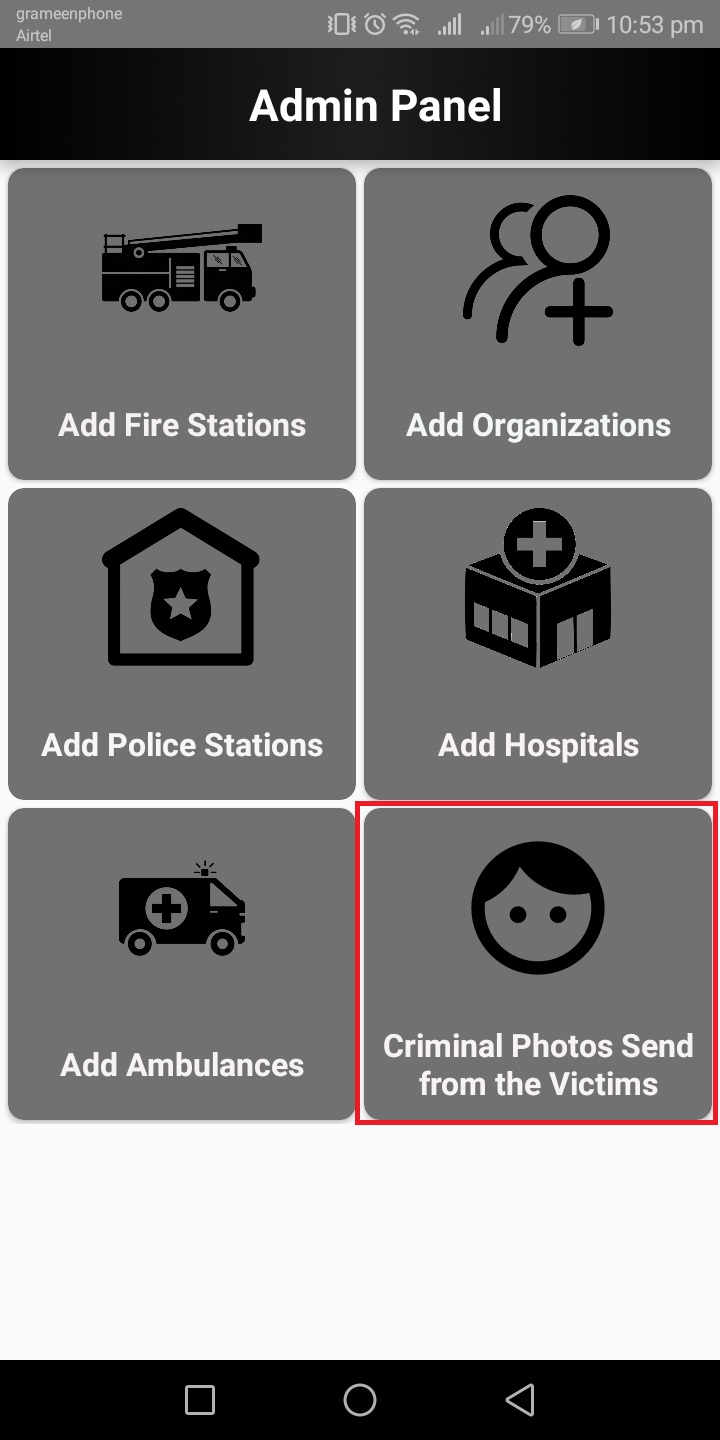 grameenphone
Airtel
79%
10:53 pm
Admin Panel
Add Fire Stations
Add Organizations
Add Police Stations
Add Hospitals
Add Ambulances
Criminal Photos Send
from the Victims